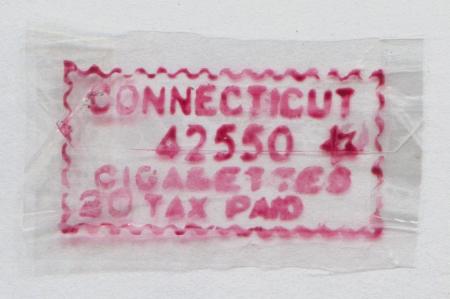 CONNECTICUT
42550
CIGARETTES
20 TAX PAID